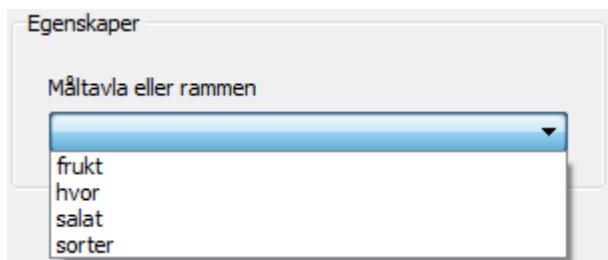 Egenskaper
Måltavla eller rammen
frukt
hvor
salat
sorter